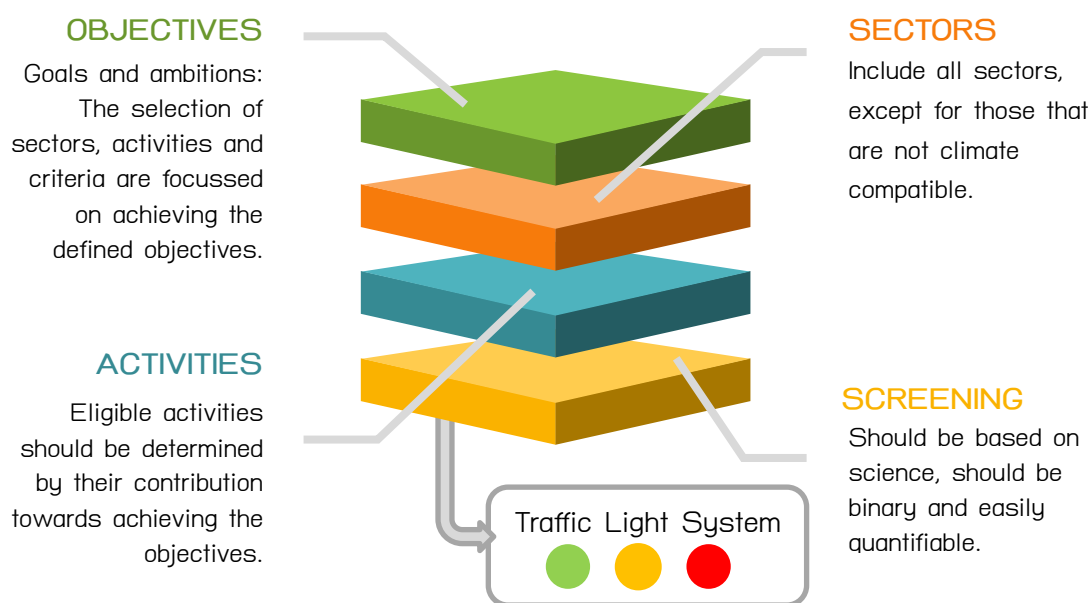 OBJECTIVES
Goals and ambitions:
The selection of
sectors, activities and
criteria are focussed
on achieving the
defined objectives.
SECTORS
Include all sectors,
except for those that
are not climate
compatible.
ACTIVITIES
Eligible activities
should be determined
by their contribution
towards achieving the
objectives.
SCREENING
Should be based on
science, should be
binary and easily
quantifiable.
Traffic Light System